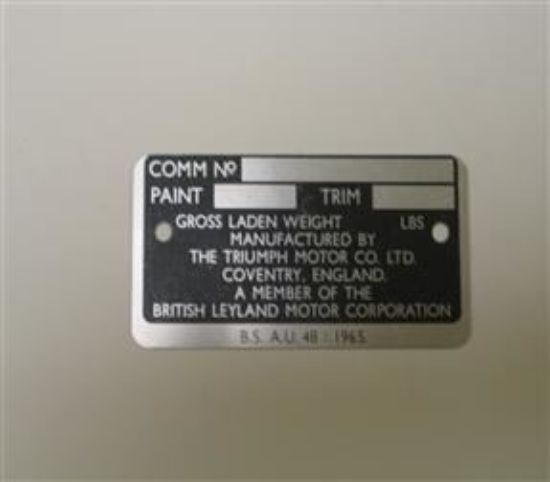 COMM Nº
PAINT TRIM
GROSS LADEN WEIGHT LBS
MANUFACTURED BY
THE TRIUMPH MOTOR CO. LTD.
COVENTRY, ENGLAND.
A MEMBER OF THE
BRITISH LEYLAND MOTOR CORPORATION
B.S. A.U. 4B : 1965